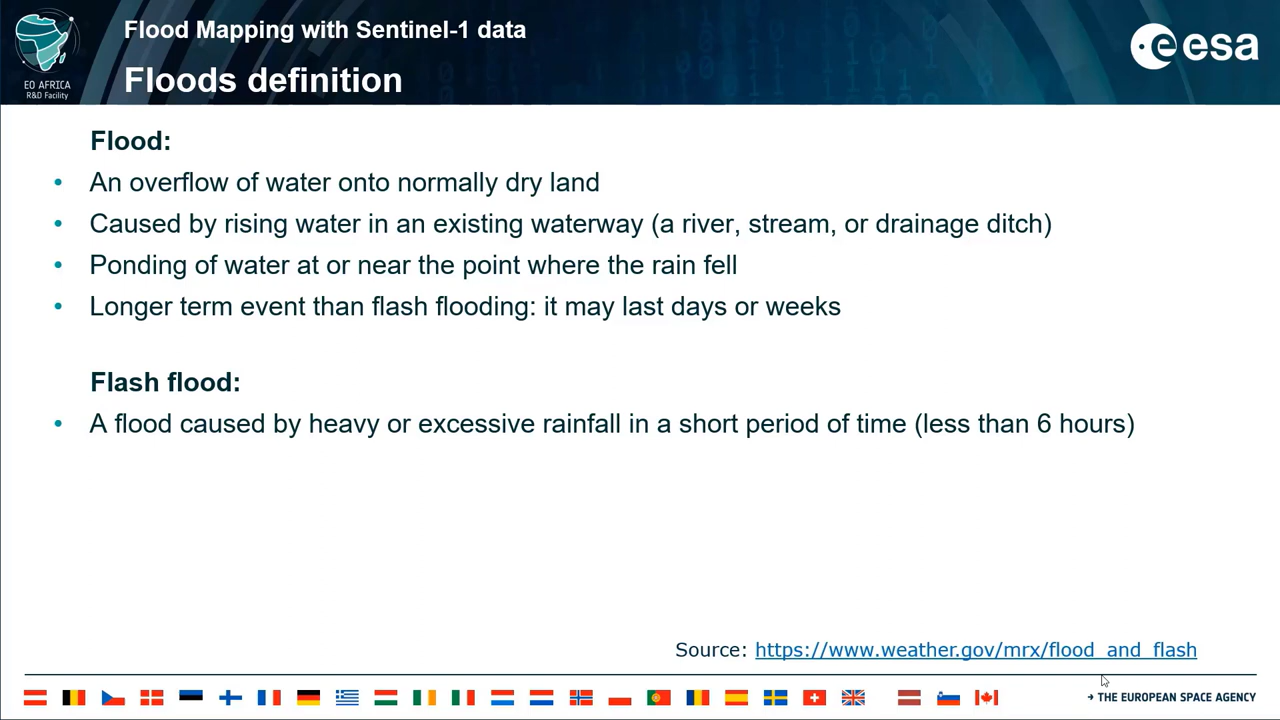 Flood Mapping with Sentinel-1 data
Floods definition
EO AFRICA
R&D Facility
esa
Flood:
• An overflow of water onto normally dry land
• Caused by rising water in an existing waterway (a river, stream, or drainage ditch)
• Ponding of water at or near the point where the rain fell
• Longer term event than flash flooding: it may last days or weeks
Flash flood:
• A flood caused by heavy or excessive rainfall in a short period of time (less than 6 hours)
Source: https://www.weather.gov/mrx/flood_and_flash
→ THE EUROPEAN SPACE AGENCY